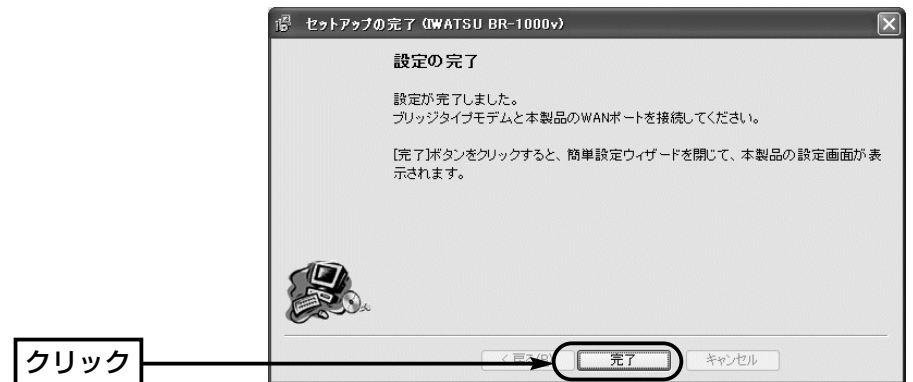 セットアップの完了 (IWATSU BR-1000v)
設定の完了
設定が完了しました。
ブリッジタイプモデムと本製品のWANポートを接続してください。
[完了]ボタンをクリックすると、簡単設定ウィザードを閉じて、本製品の設定画面が表
示されます。
クリック
< 戻る(B)
完了
キャンセル